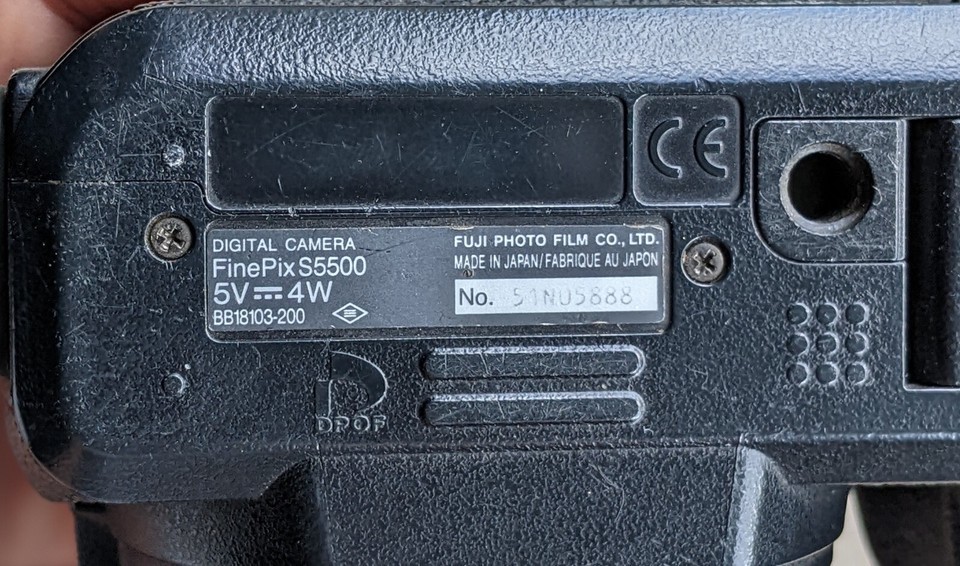 CE
DIGITAL CAMERA
FinePix S5500
5V⎓4W
BB18103-200
FUJI PHOTO FILM CO., LTD.
MADE IN JAPAN/FABRIQUE AU JAPON
No. 51N05888
DPOF